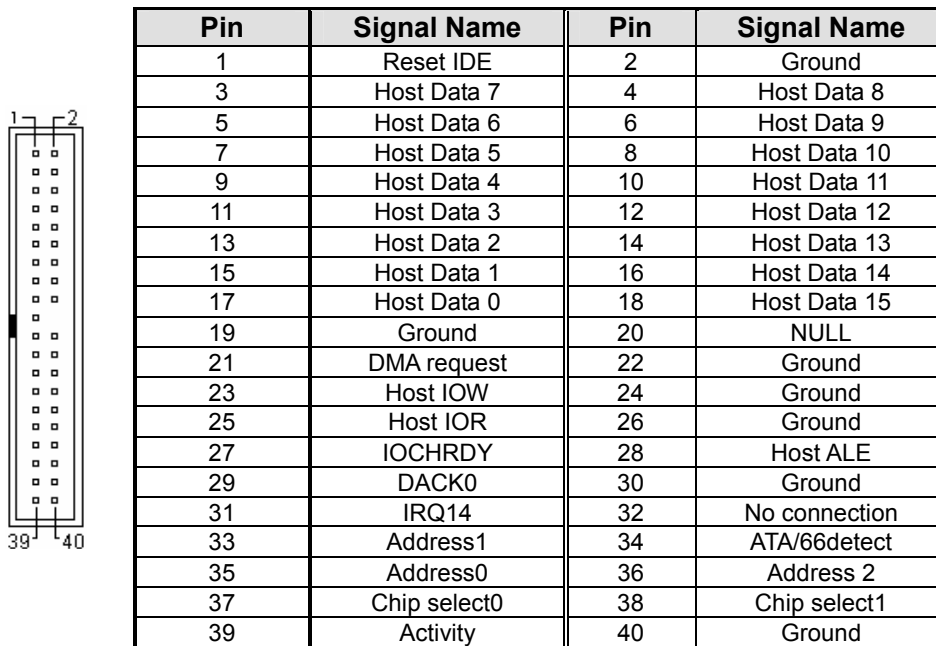 Pin Signal Name Pin Signal Name
1 Reset IDE 2 Ground
3 Host Data 7 4 Host Data 8
1 2
5 Host Data 6 6 Host Data 9
7 Host Data 5 8 Host Data 10
9 Host Data 4 10 Host Data 11
11 Host Data 3 12 Host Data 12
13 Host Data 2 14 Host Data 13
15 Host Data 1 16 Host Data 14
17 Host Data 0 18 Host Data 15
19 Ground 20 NULL
21 DMA request 22 Ground
23 Host IOW 24 Ground
25 Host IOR 26 Ground
27 IOCHRDY 28 Host ALE
29 DACK0 30 Ground
31 IRQ14 32 No connection
39 40
33 Address1 34 ATA/66detect
35 Address0 36 Address 2
37 Chip select0 38 Chip select1
39 Activity 40 Ground